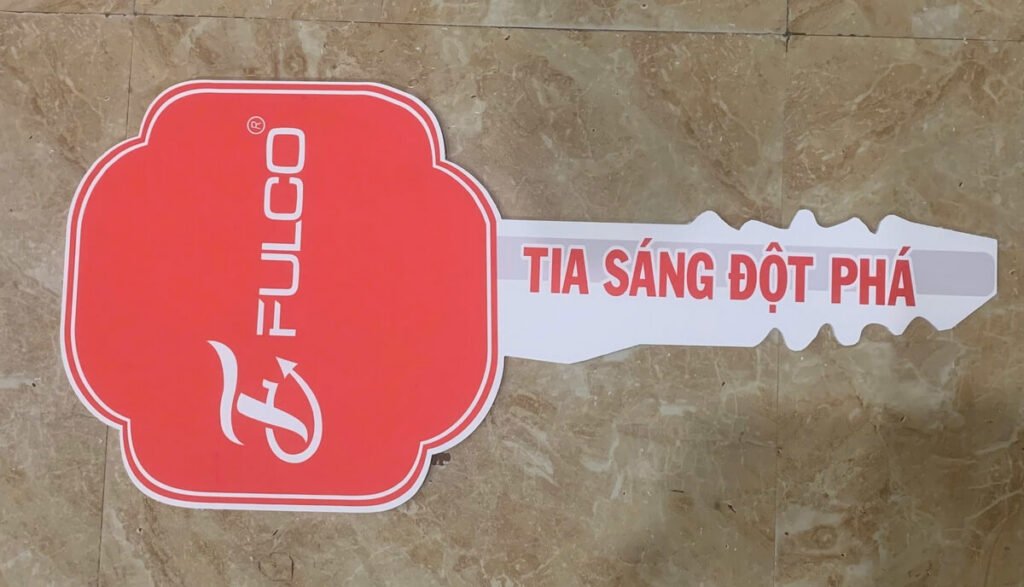 FULCO®
TIA SÁNG ĐỘT PHÁ